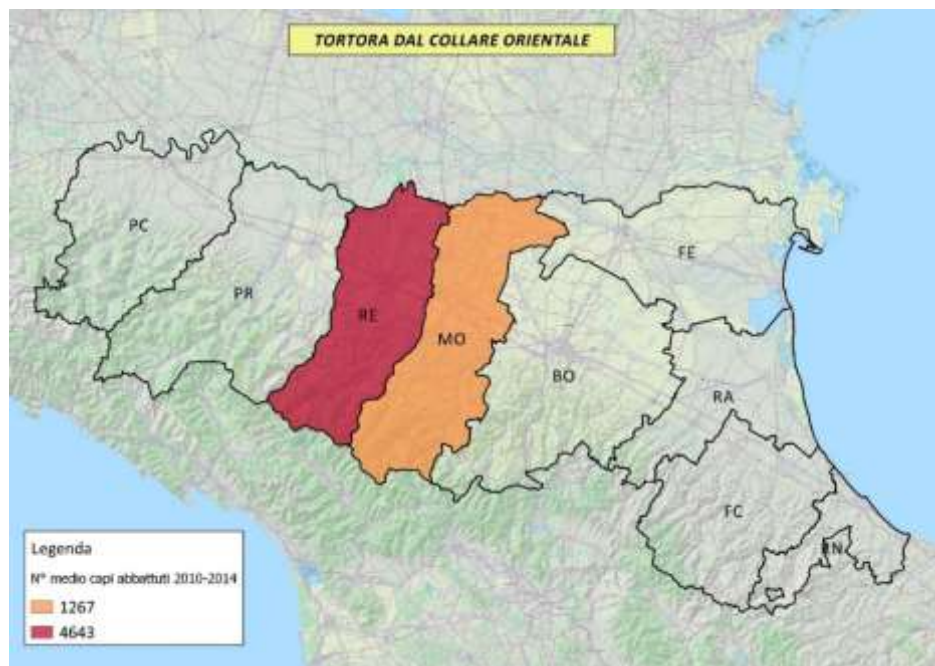 TORTORA DAL COLLARE ORIENTALE
PC
PR
RE
MO
FE
BO
RA
FC
RN
Legenda
N° medio capi abbattuti 2010-2014
1267
4643